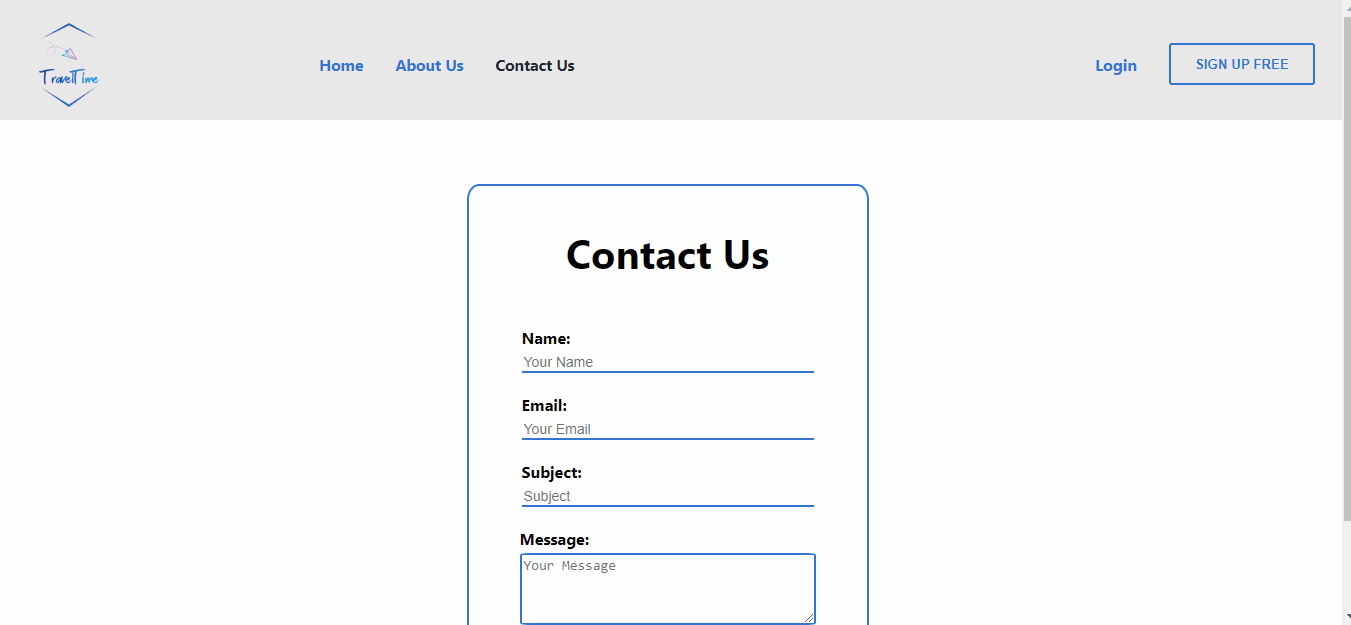 TravelTime
Home About Us Contact Us Login SIGN UP FREE
Contact Us
Name:
Your Name
Email:
Your Email
Subject:
Subject
Message:
Your Message